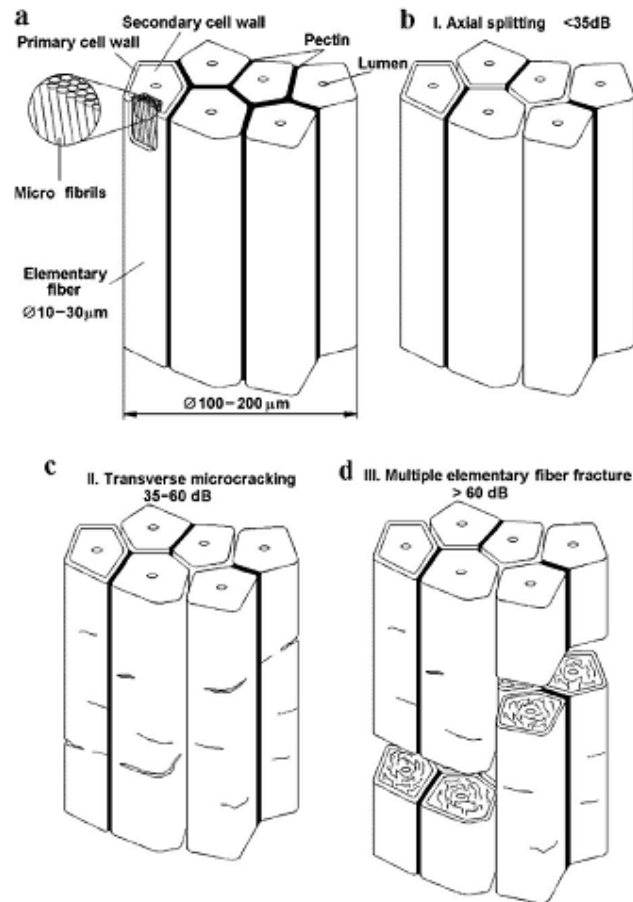 a
Secondary cell wall
Primary cell wall
Pectin
Lumen
Micro fibrils
Elementary
fiber
Ø10-30μm
Ø100-200 μm
b
I. Axial splitting <35dB
c
II. Transverse microcracking
35-60 dB
d
III. Multiple elementary fiber fracture
> 60 dB